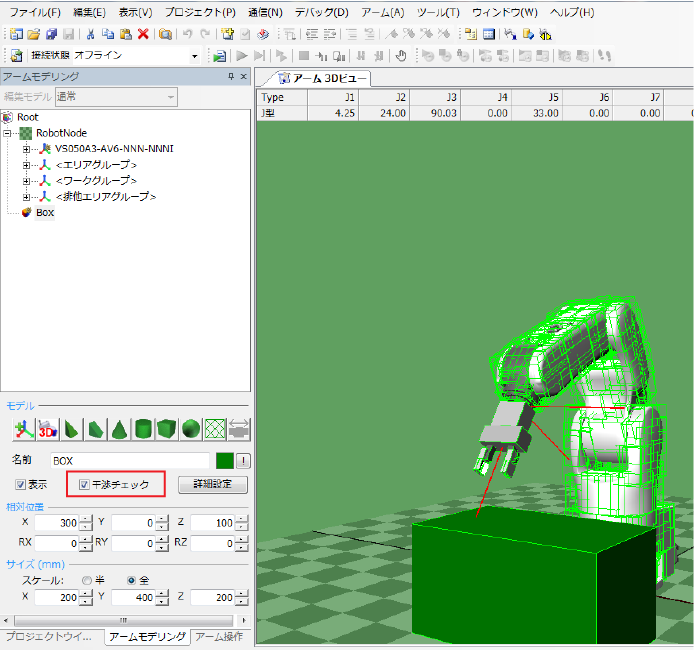 ファイル(F) 編集(E) 表示(V) プロジェクト(P) 通信(N) デバッグ(D) アーム(A) ツール(T) ウィンドウ(W) ヘルプ(H)
接続状態 オフライン
アームモデリング
編集モデル 通常
Root
RobotNode
VS050A3-AV6-NNN-NNNI
<エリアグループ>
<ワークグループ>
<排他エリアグループ>
Box
モデル
3D
名前 BOX !
表示 干渉チェック 詳細設定
相対位置
X 300 Y 0 Z 100
RX 0 RY 0 RZ 0
サイズ (mm)
スケール: 半 全
X 200 Y 400 Z 200
プロジェクトウイ... アームモデリング アーム操作
アーム 3Dビュー
Type J1 J2 J3 J4 J5 J6 J7
J型 4.25 24.00 90.03 0.00 33.00 0.00 0.00